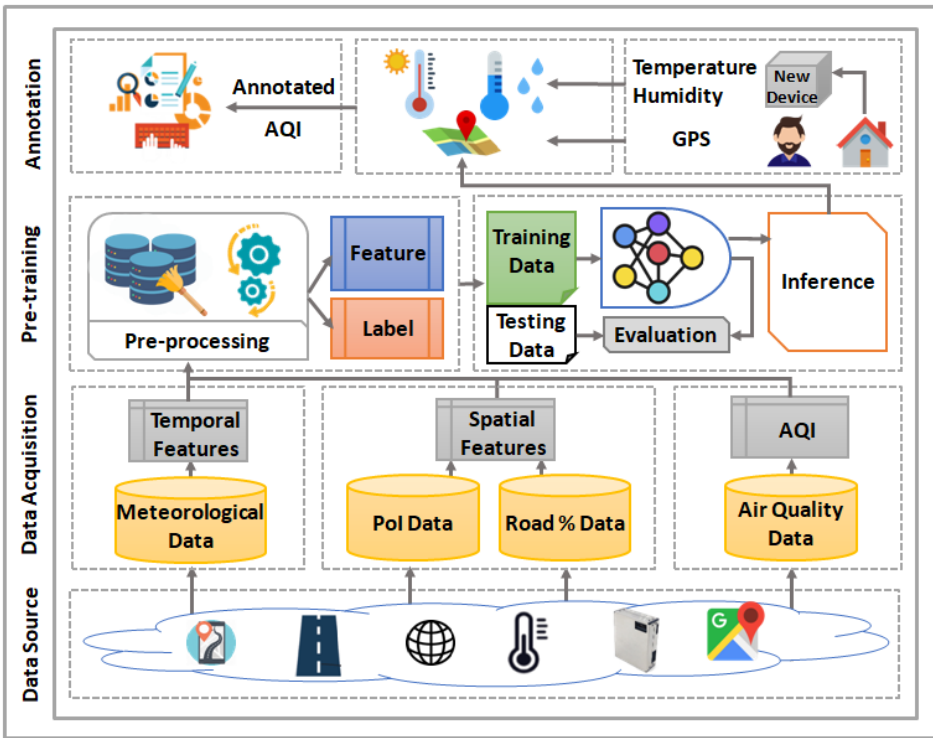 Annotation
Annotated
AQI
Temperature
Humidity
GPS
New
Device
Pre-training
Pre-processing
Feature
Label
Training
Data
Testing
Data
Evaluation
Inference
Data Acquisition
Temporal
Features
Spatial
Features
AQI
Meteorological
Data
PoI Data
Road % Data
Air Quality
Data
Data Source
G